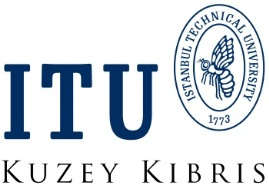 ITU
ISTANBUL TECHNICAL UNIVERSITY
1773
KUZEY KIBRIS